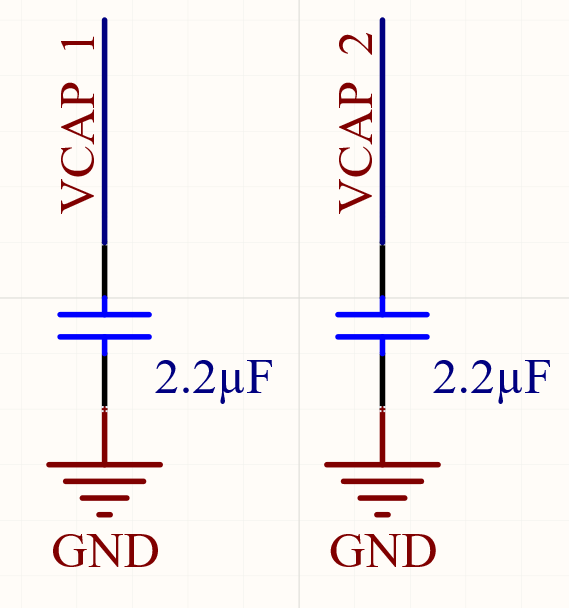 VCAP 1
2.2µF
GND
VCAP 2
2.2µF
GND